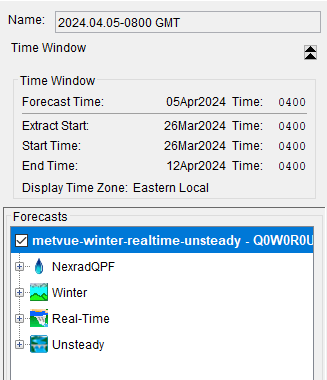 Name: 2024.04.05-0800 GMT
Time Window
Time Window
Forecast Time: 05Apr2024 Time: 0400
Extract Start: 26Mar2024 Time: 0400
Start Time: 26Mar2024 Time: 0400
End Time: 12Apr2024 Time: 0400
Display Time Zone: Eastern Local
Forecasts
metvue-winter-realtime-unsteady - Q0W0R0U
NexradQPF
Winter
Real-Time
Unsteady